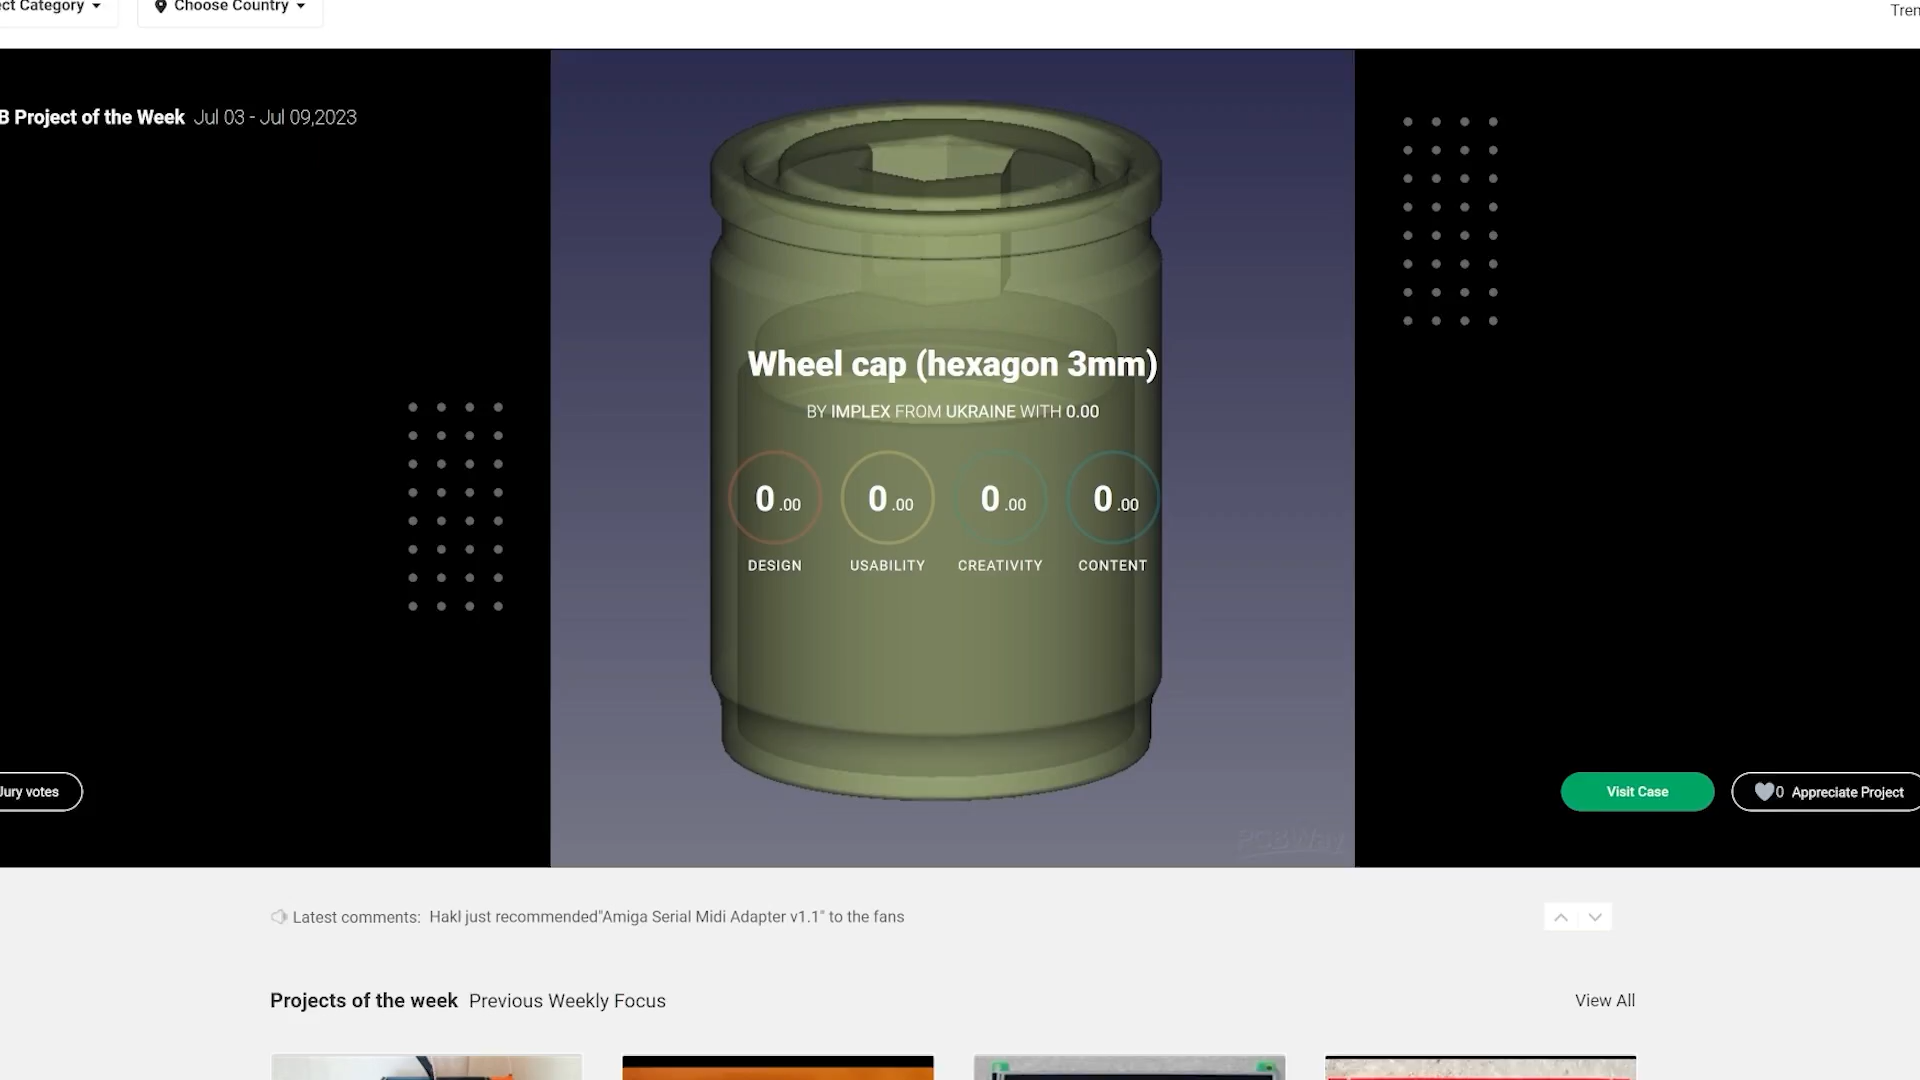 ct Category
Choose Country
Tren
B Project of the Week Jul 03 - Jul 09,2023
Wheel cap (hexagon 3mm)
BY IMPLEX FROM UKRAINE WITH 0.00
0.00 0.00 0.00 0.00
DESIGN USABILITY CREATIVITY CONTENT
Jury votes
Visit Case
0 Appreciate Project
PCBWay
Latest comments: Hakl just recommended"Amiga Serial Midi Adapter v1.1" to the fans
Projects of the week Previous Weekly Focus
View All